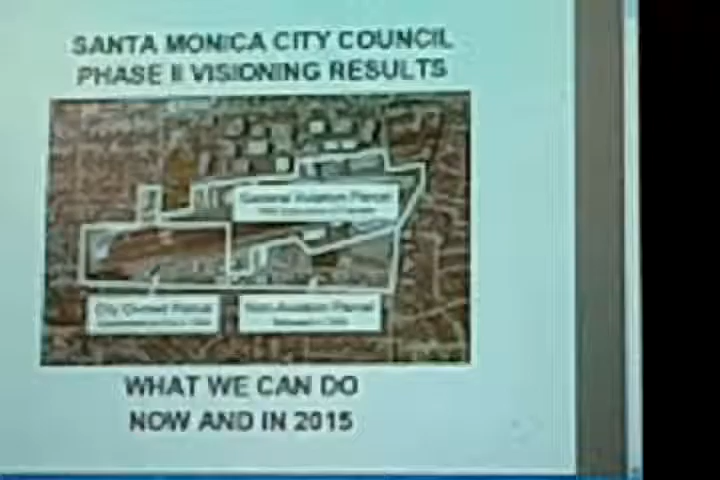 SANTA MONICA CITY COUNCIL
PHASE II VISIONING RESULTS
General Aviation Parcel
City Owned Parcel
Non-Aviation Parcel
WHAT WE CAN DO
NOW AND IN 2015